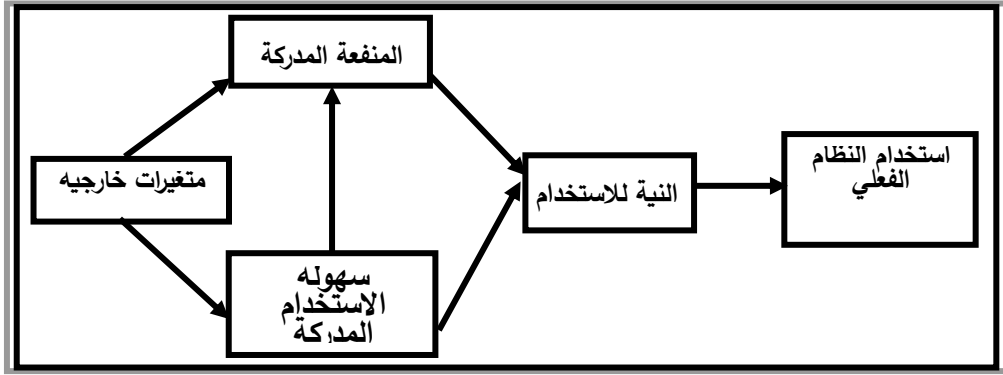 المنفعة المدركة
متغيرات خارجيه
سهوله
الاستخدام
المدركة
النية للاستخدام
استخدام النظام
الفعلي